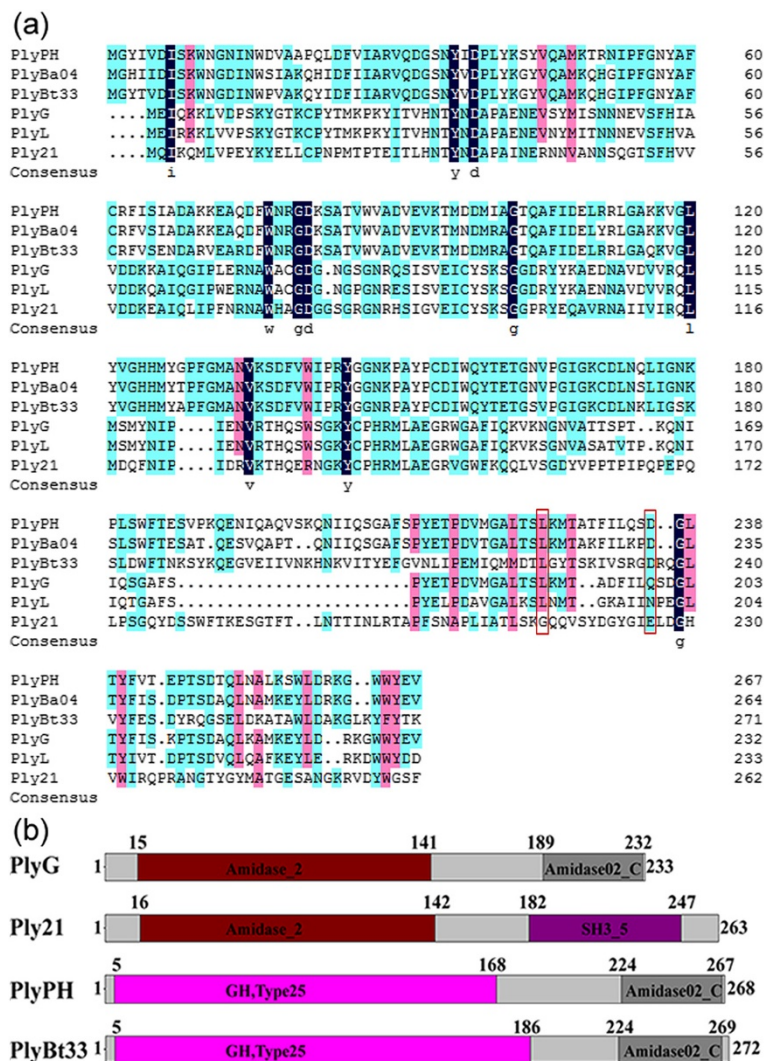 (a)
PlyPH MGYIVDISKWNGNINWDVAAPQLDFVIARVQDGSNYIDPLYKSYVQAMKTRNIPFGNYAF 60
PlyBa04 MGHIVDISKWNGDINWSIAKQHIDFIIARVQDGSNYVDPLYKGYVQAMKQHGIPFGNYAF 60
PlyBt33 MGYTVDISKWNGDINWPVAKQYIDFIIARVQDGSNYVDPLYKGYVQAMKQHGIPFGNYAF 60
PlyG ....MEIQKKLVDPSKYGTKCPYTMKPKYITVHNTYNDAPAENEVSYMISNNNEVSFHIA 56
PlyL ....MEIRKKLVVPSKYGTKCPYTMKPKYITVHNTYNDAPAENEVNYMITNNNEVSFHIA 56
Ply21 ....MQIKQMLVPEYKYELLCPNPMTPTEITLHNTYNDAPAINERNNVANNSQGTSFHVV 56
Consensus i y d
PlyPH CRFISIADAKKEAQDFWNRGDKSATVWVADVEVKTMDDMIAGTQAFIDELRRLGAKKVGL 120
PlyBa04 CRFVSIADAKKEAQDFWNRGDKSATVWVADVEVKTMDDMIAGTQAFIDELYRLGAKKVGL 120
PlyBt33 CRFVSENDARVEARDFWNRGDKSATVWVADVEVKTMDDMRAGTQAFIDELRRLGAQKVGL 120
PlyG VDDKKAIQGIPLERNAWACGDG.NGSGNRQSISVEICYSKSGGDRYYKAEDNAVDVVRQL 115
PlyL VDDKQAIQGIPWERNAWACGDG.NGPGNRESISVEICYSKSGGDRYYKAENNAVDVVRQL 115
Ply21 VDDKEAIQLIPFNRNAWHAGDGGSGRGNRHSIGVEICYSKSGGPRYEQAVRNAIIVIRQL 116
Consensus w gd g l
PlyPH YVGHHMYGPFGMANVKSDFVWIPRYGGNKPAYPCDIWQYTETGNVPGIGKCDLNQLIGNK 180
PlyBa04 YVGHHMYTPFGMANVKSDFVWIPRYGGNKPAYPCDIWQYTETGNVPGIGKCDLNSLIGNK 180
PlyBt33 YVGHHMYAPFGMANVKSDFVWIPRYGGNRPAYPCDIWQYTETGSVPGIGKCDLNKLIGSK 180
PlyG MSMYNIP....IENVRTHQSWSGKYCPHRMLAEGRWGAFIQKVKNGNVATTSPT.KQNI 169
PlyL MSMYNIP....IENVRTHQSWSGKYCPHRMLAEGRWGAFIQKVKSGNVASATVTP.KQNI 170
Ply21 MDQFNIP....IDRVKTHQERNGKYCPHRMLAEGRVGWFKQQLVSGDYVPPTPIPQPEPQ 172
Consensus v y
PlyPH PLSWFTESVPKQENIQAQVSKQNIIQSGAFSPYETPDVMGALTSLKMTATFILQSD..GL 238
PlyBa04 SLSWFTESAT.QESVQAPT..QNIIQSGAFSPYETPDVMGALTSLKMTAKFILKPD..GL 235
PlyBt33 SLDWFTNKSYKQEGVEIIVNKHNKVITYEFGVNLIPEMIQMMDTLGYTSKIVSRGDRQGL 240
PlyG IQSGAFS................PYETPDVMGALTSLKMT..ADFILQSDGL 203
PlyL IQTGAFS................PYELPDAVGALKSLNMT..GKAIINPEGL 204
Ply21 LPSGQYDSSWFTKESGTFTT..LNTTINLRTAPFSNAPLIATLSKGQQVSYDGYGIELDGH 230
Consensus g
PlyPH TYFVT.EPTSDTQLNALKSWLDRKG..WWYEV 267
PlyBa04 TYFIS.DPTSDAQLNAMKEYLDRKG..WWYEV 264
PlyBt33 VYFES.DYRQGSELDKATAWLDAKGLKYFYTK 271
PlyG TYFIS.KPTSDAQLKAMKEYLD..RKGWWYEV 232
PlyL TYIVT.DPTSDVQLQAFKEYLE..RKDWWYDD 233
Ply21 VWIRQPRANGTYGYMATGESANGKRVDYWGSF 262
Consensus
(b)
15 141 189 232
PlyG 1 Amidase_2 Amidase02_C 233
16 142 182 247
Ply21 1 Amidase_2 SH3_5 263
5 168 224 267
PlyPH 1 GH,Type25 Amidase02_C 268
5 186 224 269
PlyBt33 1 GH,Type25 Amidase02_C 272